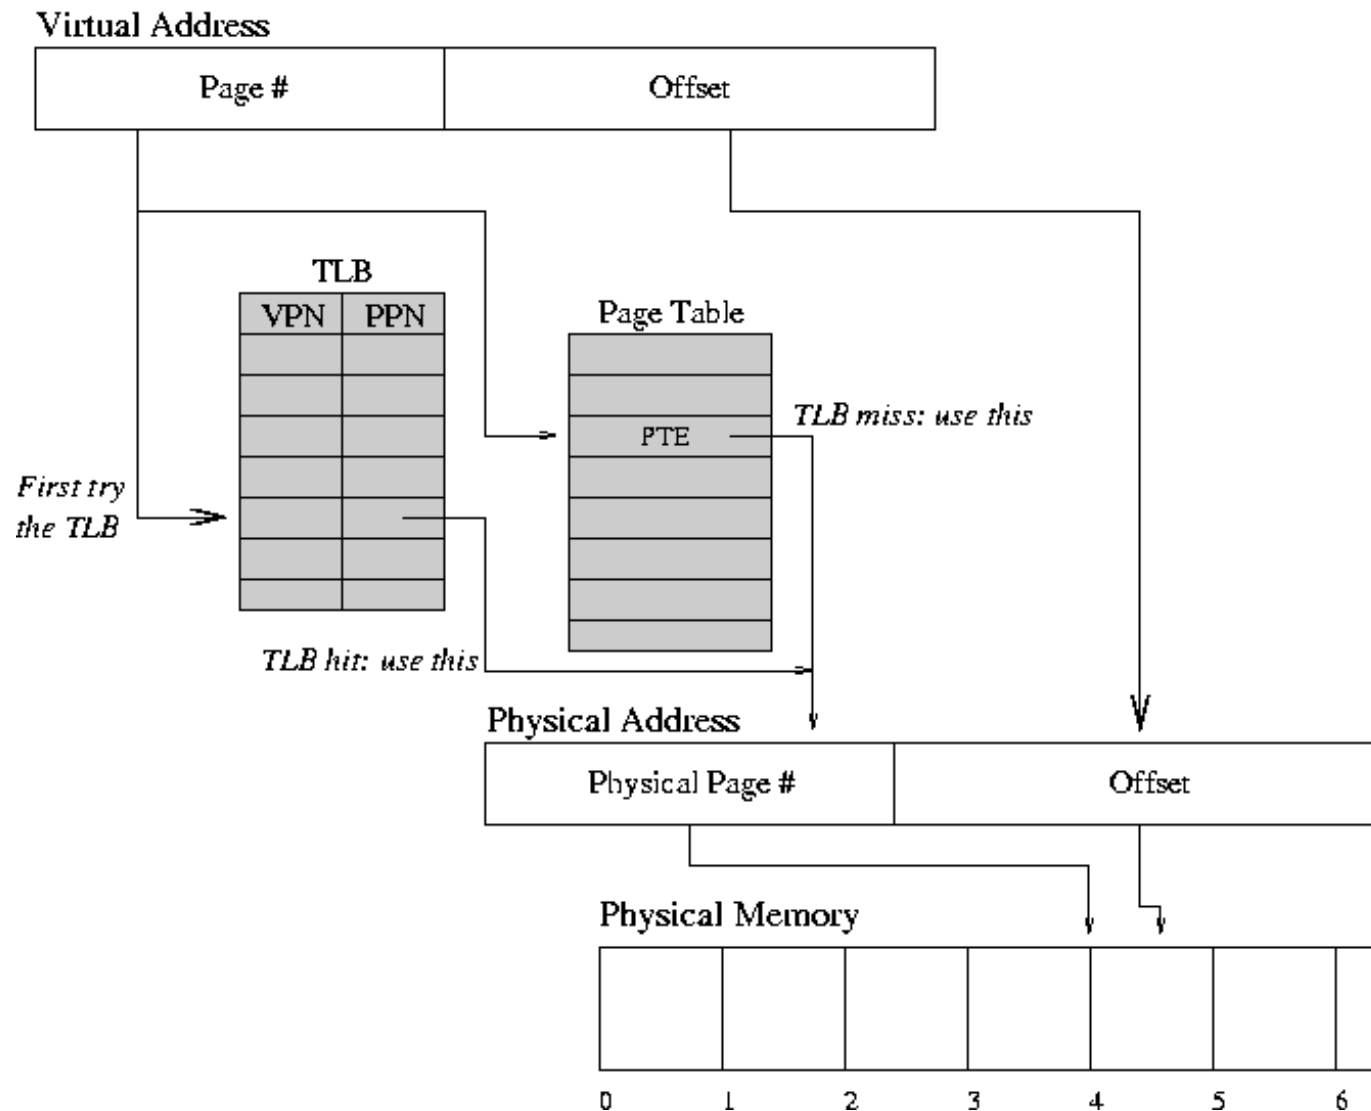 Virtual Address
Page #
Offset
TLB
VPN
PPN
Page Table
PTE
TLB miss: use this
First try
the TLB
TLB hit: use this
Physical Address
Physical Page #
Offset
Physical Memory
0 1 2 3 4 5 6